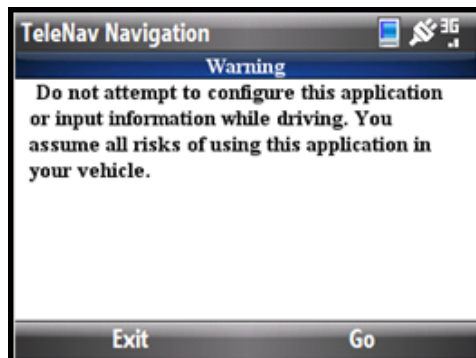 TeleNav Navigation
3G
Warning
Do not attempt to configure this application
or input information while driving. You
assume all risks of using this application in
your vehicle.
Exit Go